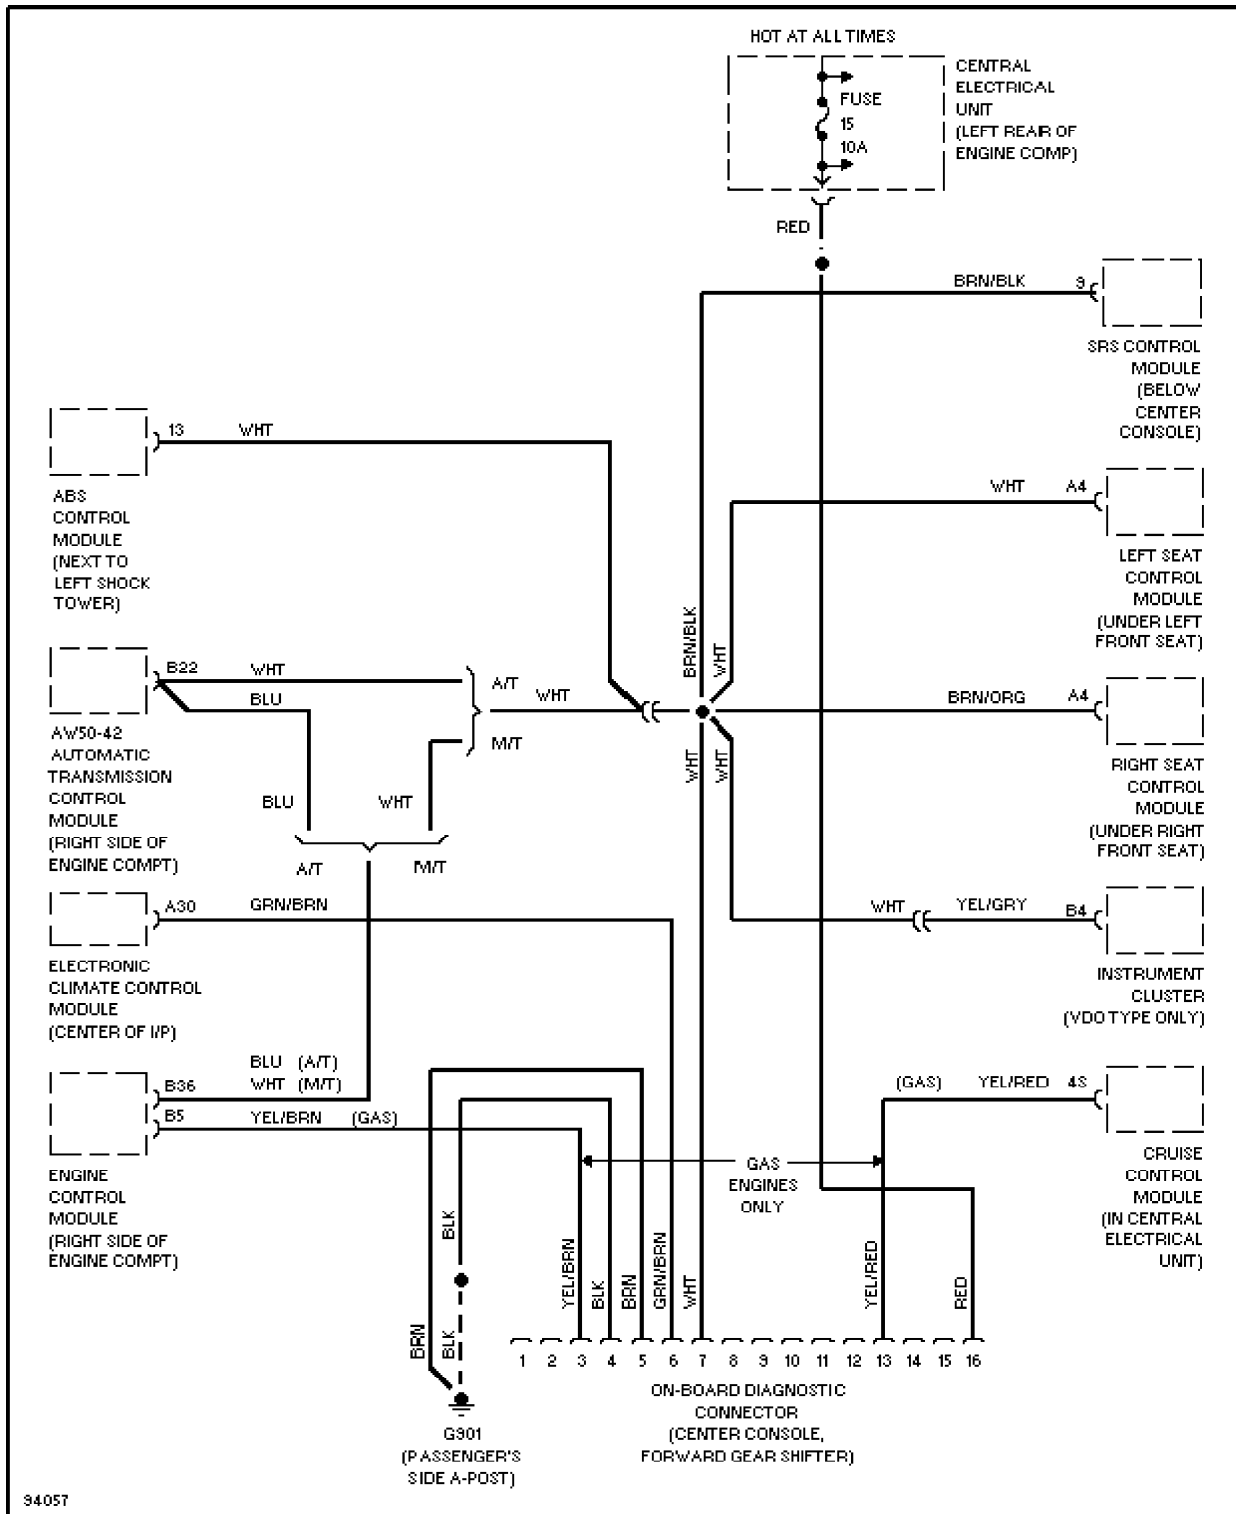 HOT AT ALL TIMES
CENTRAL
ELECTRICAL
UNIT
(LEFT REAR OF
ENGINE COMP)
FUSE
15
10A
RED
BRN/BLK
9
SRS CONTROL
MODULE
(BELOW
CENTER
CONSOLE)
13
WHT
ABS
CONTROL
MODULE
(NEXT TO
LEFT SHOCK
TOWER)
WHT
A4
LEFT SEAT
CONTROL
MODULE
(UNDER LEFT
FRONT SEAT)
BRN/BLK
WHT
B22
WHT
BLU
A/T
WHT
M/T
BRN/ORG
A4
AW50-42
AUTOMATIC
TRANSMISSION
CONTROL
MODULE
(RIGHT SIDE OF
ENGINE COMPT)
BLU
WHT
A/T
M/T
WHT
WHT
RIGHT SEAT
CONTROL
MODULE
(UNDER RIGHT
FRONT SEAT)
A30
GRN/BRN
WHT
YEL/GRY
B4
ELECTRONIC
CLIMATE CONTROL
MODULE
(CENTER OF I/P)
INSTRUMENT
CLUSTER
(VDO TYPE ONLY)
BLU (A/T)
B36
WHT (M/T)
B5
YEL/BRN (GAS)
(GAS)
YEL/RED
4S
ENGINE
CONTROL
MODULE
(RIGHT SIDE OF
ENGINE COMPT)
GAS
ENGINES
ONLY
CRUISE
CONTROL
MODULE
(IN CENTRAL
ELECTRICAL
UNIT)
BLK
BRN
BLK
YEL/BRN
BLK
BRN
GRN/BRN
WHT
YEL/RED
RED
1 2 3 4 5 6 7 8 9 10 11 12 13 14 15 16
ON-BOARD DIAGNOSTIC
CONNECTOR
(CENTER CONSOLE,
FORWARD GEAR SHIFTER)
G901
(PASSENGER'S
SIDE A-POST)
94057